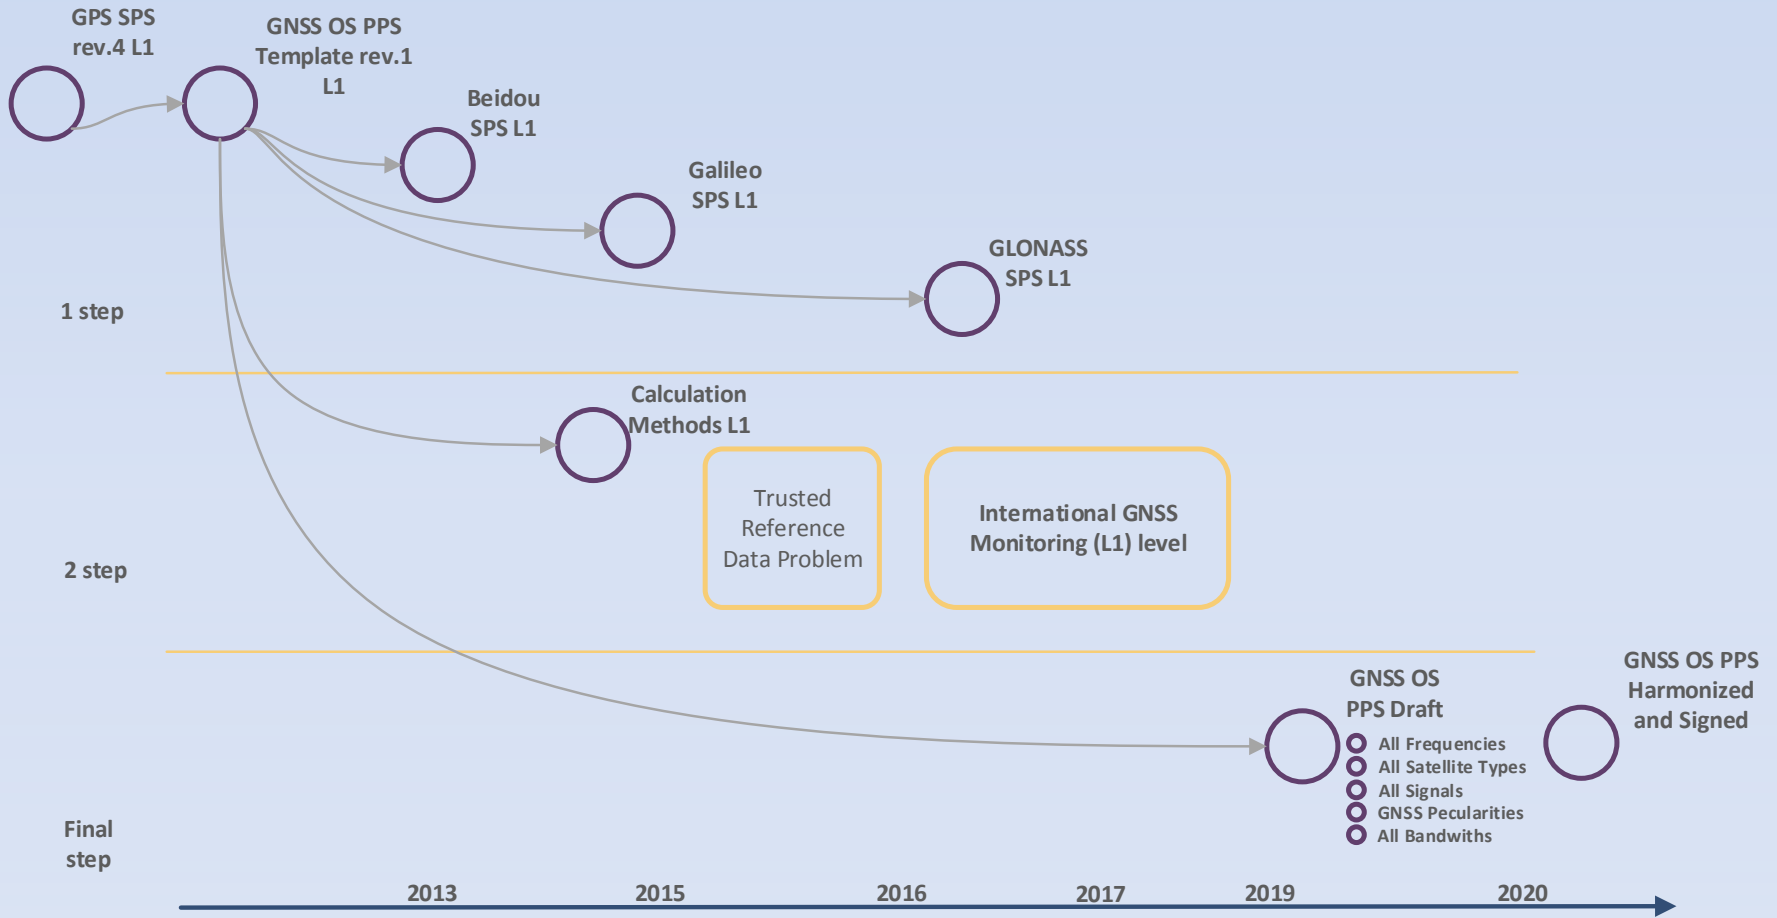 GPS SPS
rev.4 L1
GNSS OS PPS
Template rev.1
L1
Beidou
SPS L1
Galileo
SPS L1
GLONASS
SPS L1
1 step
Calculation
Methods L1
Trusted
Reference
Data Problem
International GNSS
Monitoring (L1) level
2 step
GNSS OS
PPS Draft
All Frequencies
All Satellite Types
All Signals
GNSS Pecularities
All Bandwiths
GNSS OS PPS
Harmonized
and Signed
Final
step
2013
2015
2016
2017
2019
2020